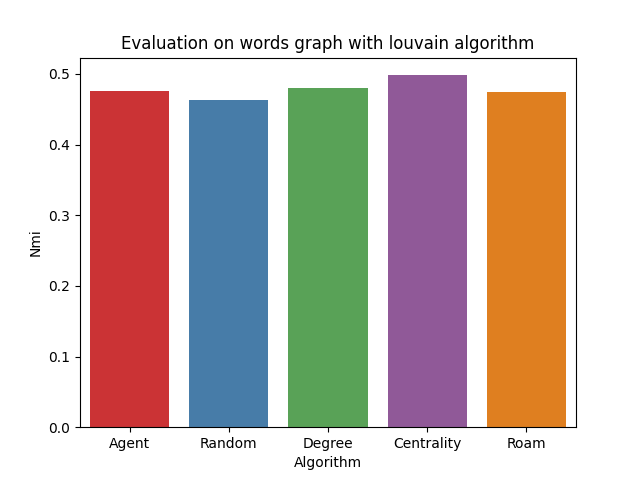 Evaluation on words graph with louvain algorithm
0.5
0.4
0.3
0.2
0.1
0.0
Nmi
Agent Random Degree Centrality Roam
Algorithm